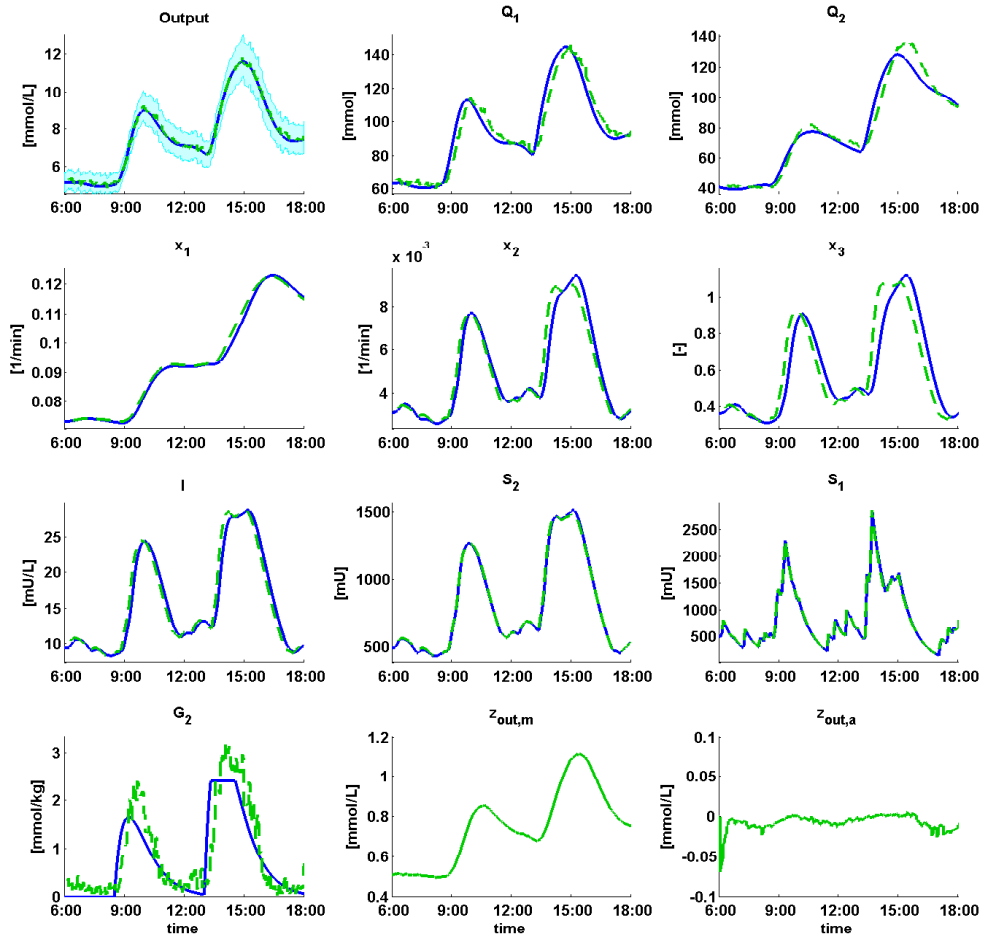 Output
12
10
8
6
[mmol/L]
6:00 9:00 12:00 15:00 18:00
Q1
140
120
100
80
60
[mmol]
6:00 9:00 12:00 15:00 18:00
Q2
120
100
80
60
40
[mmol]
6:00 9:00 12:00 15:00 18:00
x1
0.12
0.11
0.1
0.09
0.08
[1/min]
6:00 9:00 12:00 15:00 18:00
x2
x 10-3
8
6
4
[1/min]
6:00 9:00 12:00 15:00 18:00
x3
1
0.8
0.6
0.4
[-]
6:00 9:00 12:00 15:00 18:00
I
25
20
15
10
[mU/L]
6:00 9:00 12:00 15:00 18:00
S2
1500
1000
500
[mU]
6:00 9:00 12:00 15:00 18:00
S1
2500
2000
1500
1000
500
[mU]
6:00 9:00 12:00 15:00 18:00
G2
3
2
1
0
[mmol/kg]
6:00 9:00 12:00 15:00 18:00
time
zout,m
1.2
1
0.8
0.6
0.4
[mmol/L]
6:00 9:00 12:00 15:00 18:00
time
zout,a
0.1
0.05
0
-0.05
-0.1
[mmol/L]
6:00 9:00 12:00 15:00 18:00
time